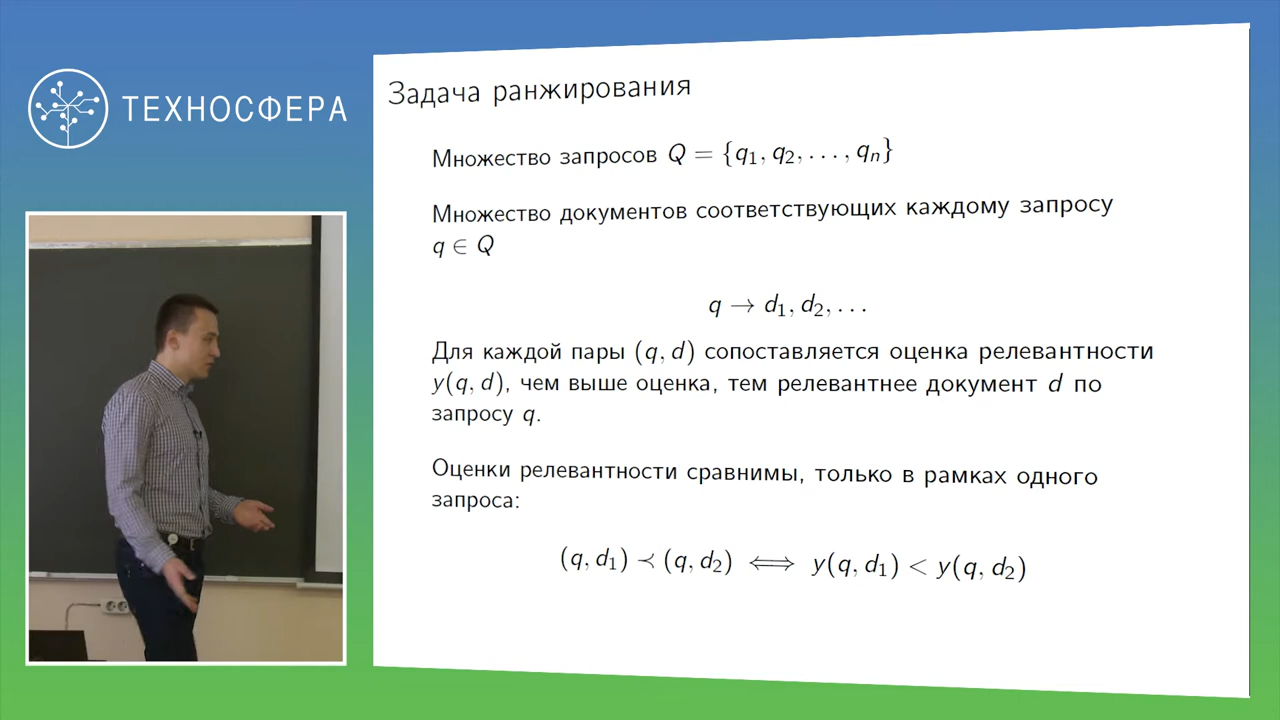 ТЕХНОСФЕРА
Задача ранжирования
Множество запросов Q = {q₁, q₂, . . . , qₙ}
Множество документов соответствующих каждому запросу
q ∈ Q
q → d₁, d₂, . . .
Для каждой пары (q, d) сопоставляется оценка релевантности
y(q, d), чем выше оценка, тем релевантнее документ d по
запросу q.
Оценки релевантности сравнимы, только в рамках одного
запроса:
(q, d₁) ≺ (q, d₂) ⟺ y(q, d₁) < y(q, d₂)